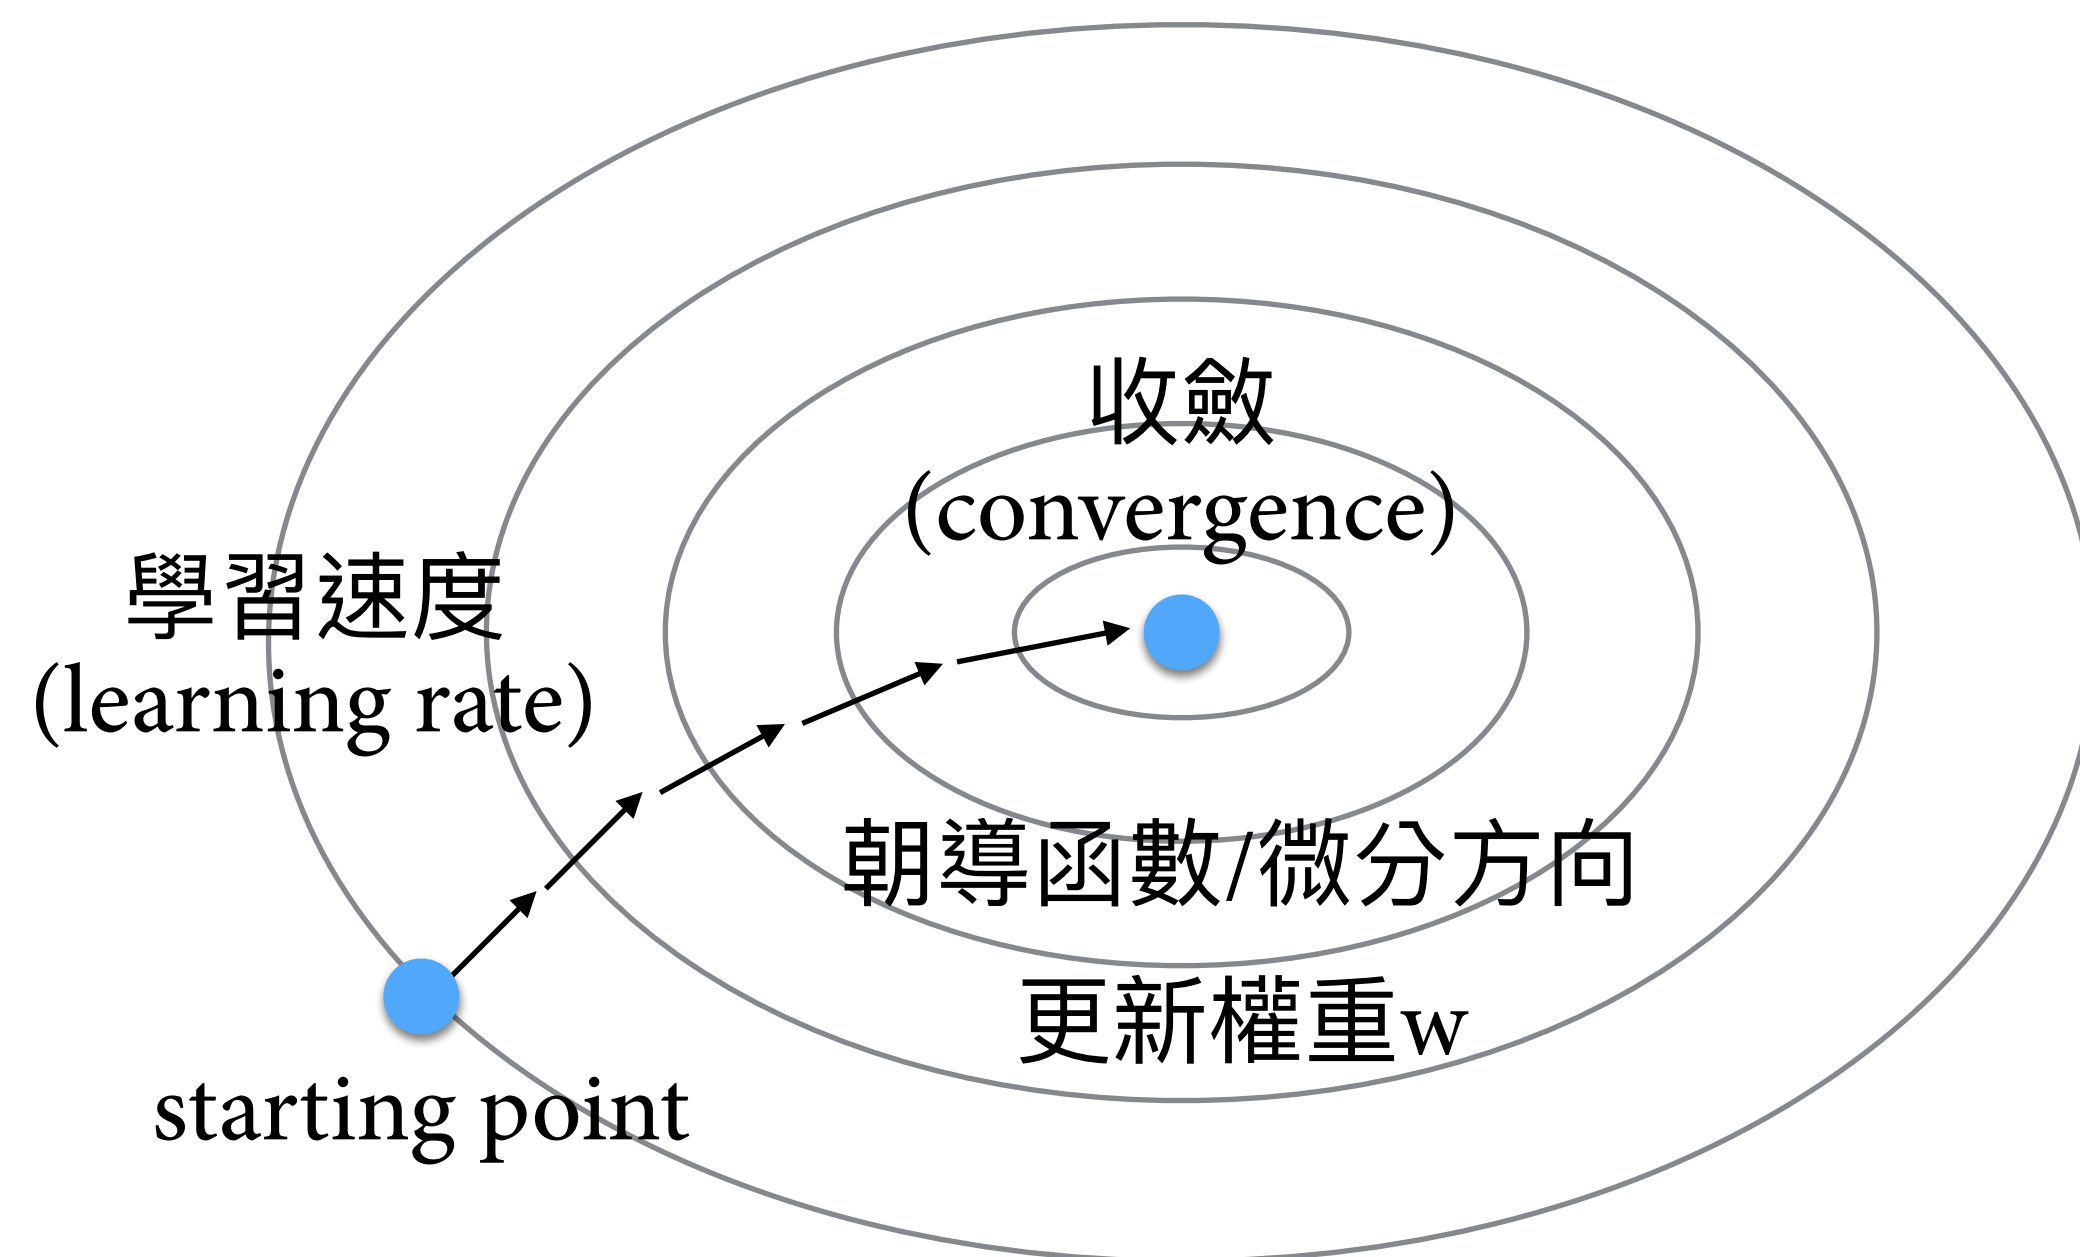 收斂
(convergence)
學習速度
(learning rate)
朝導函數/微分方向
更新權重w
starting point